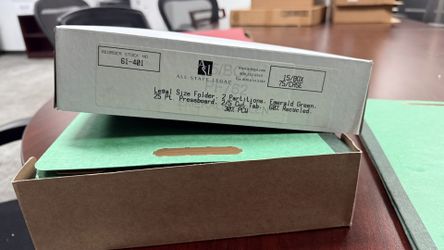 REORDER STOCK NO
61-401
ALL-STATE LEGAL
15/BOX
75/CASE
Legal Size Folder. 2 Partitions. Emerald Green.
25 Pt. Pressboard. 2/5 Cut Tab. 60% Recycled.
30% PCW